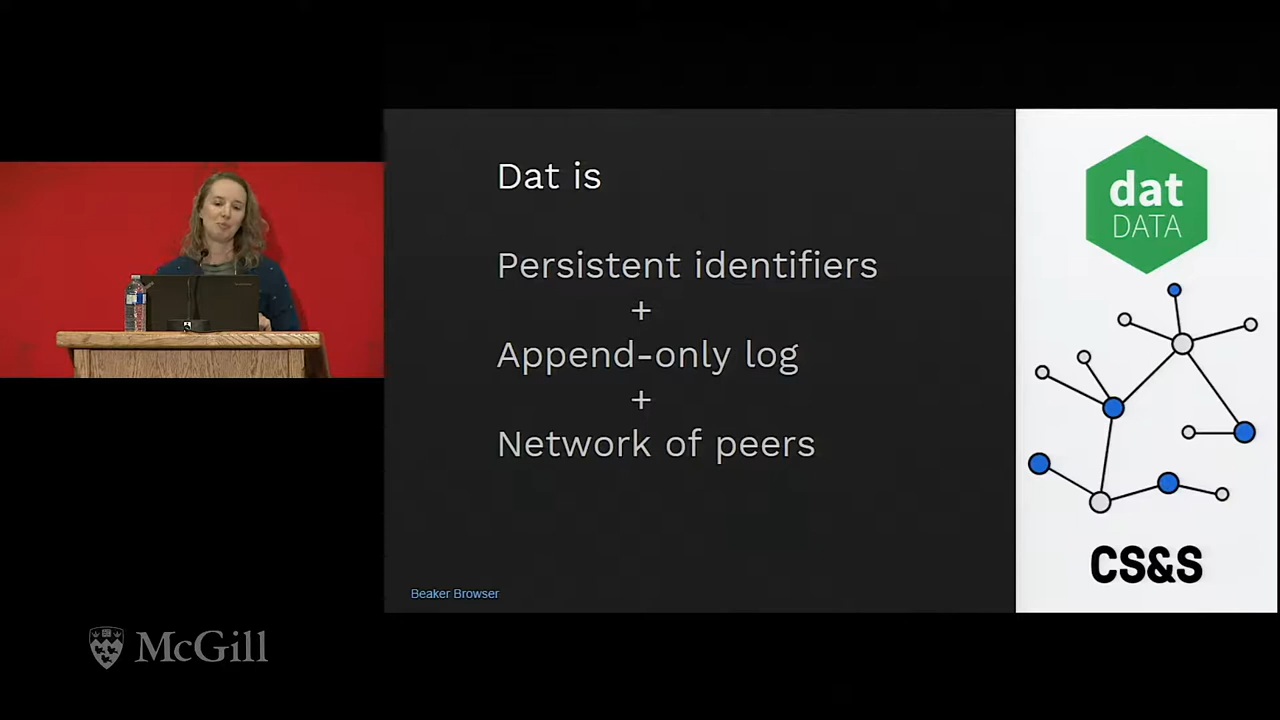 Dat is
Persistent identifiers
+
Append-only log
+
Network of peers
Beaker Browser
dat
DATA
CS&S
McGill